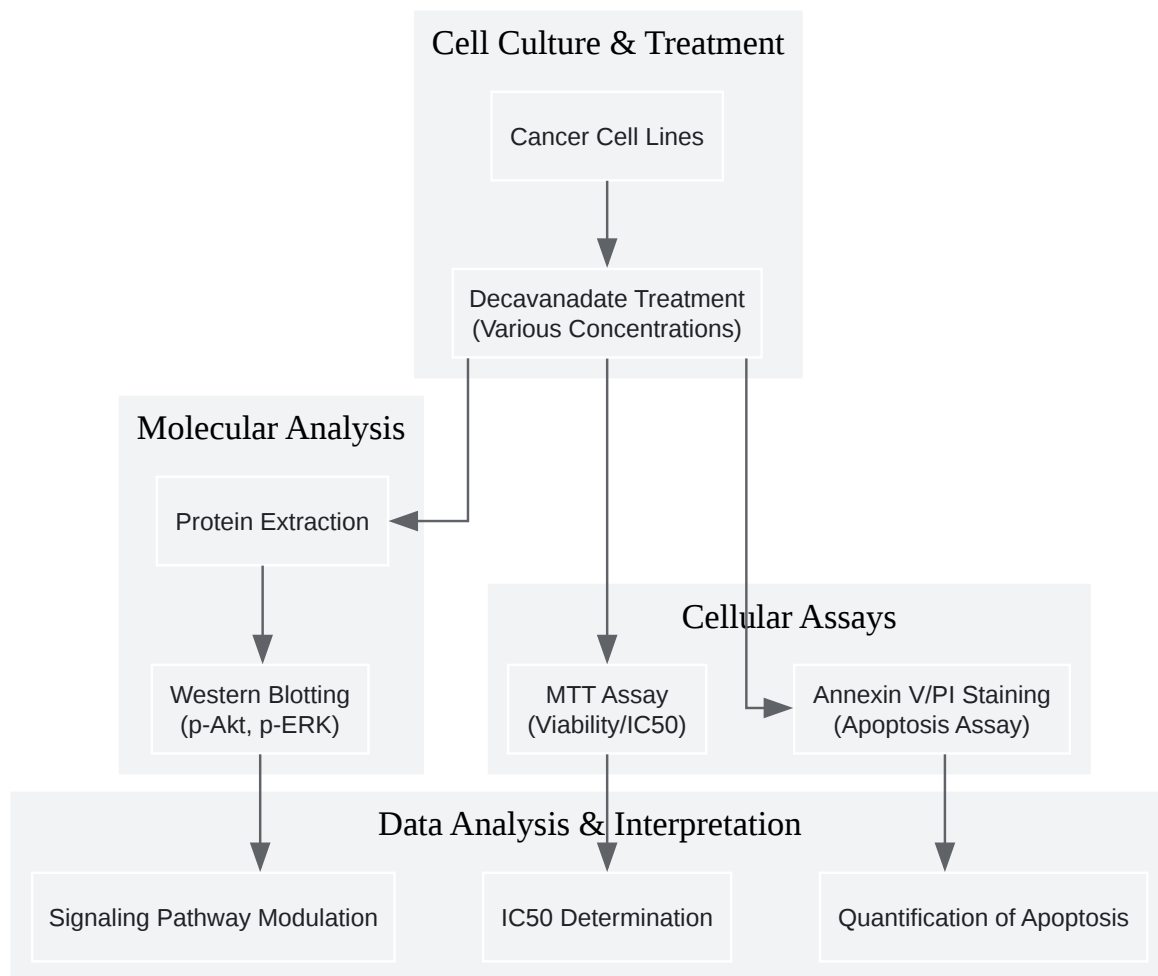 Cell Culture & Treatment
Cancer Cell Lines
Decavanadate Treatment
(Various Concentrations)
Molecular Analysis
Protein Extraction
Cellular Assays
Western Blotting
(p-Akt, p-ERK)
MTT Assay
(Viability/IC50)
Annexin V/PI Staining
(Apoptosis Assay)
Data Analysis & Interpretation
Signaling Pathway Modulation
IC50 Determination
Quantification of Apoptosis